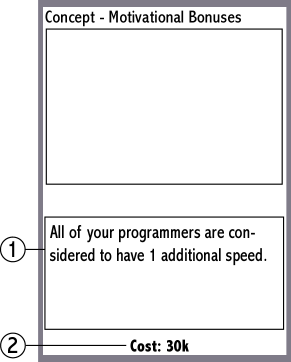 Concept - Motivational Bonuses
All of your programmers are con-
sidered to have 1 additional speed.
1
2
Cost: 30k